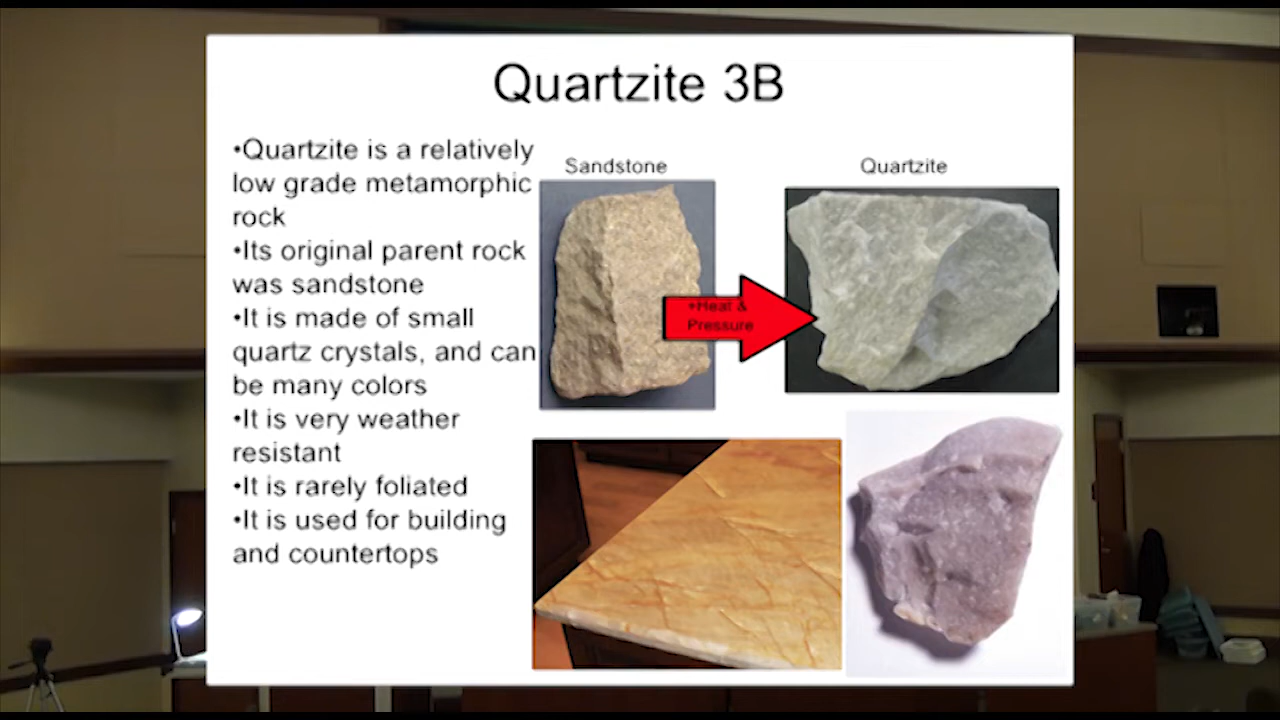 Quartzite 3B
•Quartzite is a relatively
low grade metamorphic
rock
•Its original parent rock
was sandstone
•It is made of small
quartz crystals, and can
be many colors
•It is very weather
resistant
•It is rarely foliated
•It is used for building
and countertops
Sandstone
Quartzite
•Heat &
Pressure